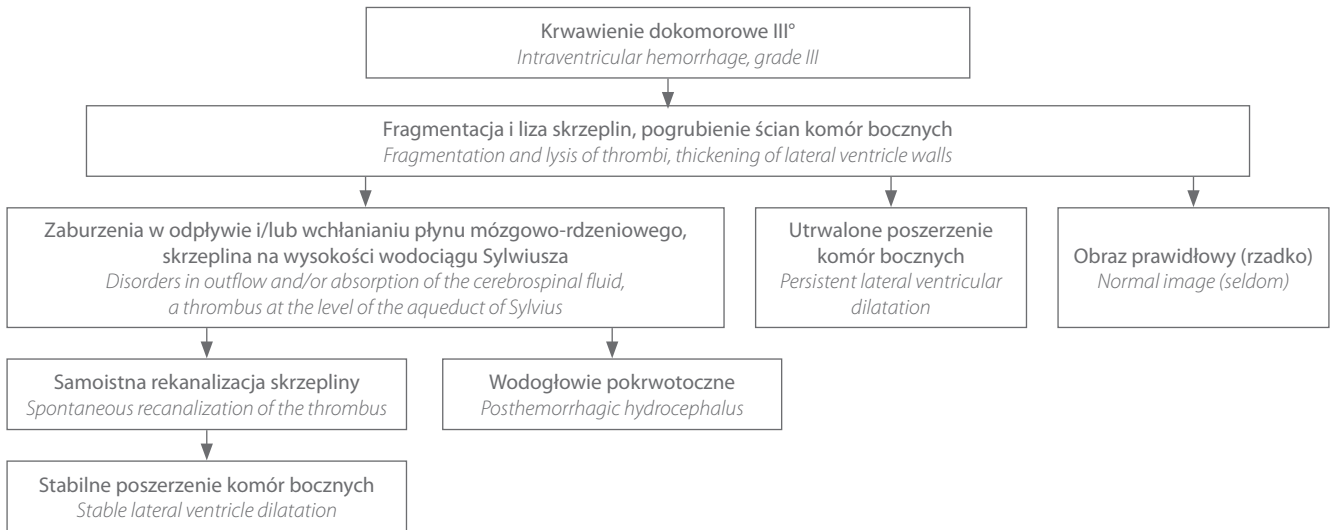 Krwawienie dokomorowe III°
Intraventricular hemorrhage, grade III
Fragmentacja i liza skrzeplin, pogrubienie ścian komór bocznych
Fragmentation and lysis of thrombi, thickening of lateral ventricle walls
Zaburzenia w odpływie i/lub wchłanianiu płynu mózgowo-rdzeniowego,
skrzeplina na wysokości wodociągu Sylwiusza
Disorders in outflow and/or absorption of the cerebrospinal fluid,
a thrombus at the level of the aqueduct of Sylvius
Utrwalone poszerzenie
komór bocznych
Persistent lateral ventricular
dilatation
Obraz prawidłowy (rzadko)
Normal image (seldom)
Samoistna rekanalizacja skrzepliny
Spontaneous recanalization of the thrombus
Wodogłowie pokrwotoczne
Posthemorrhagic hydrocephalus
Stabilne poszerzenie komór bocznych
Stable lateral ventricle dilatation